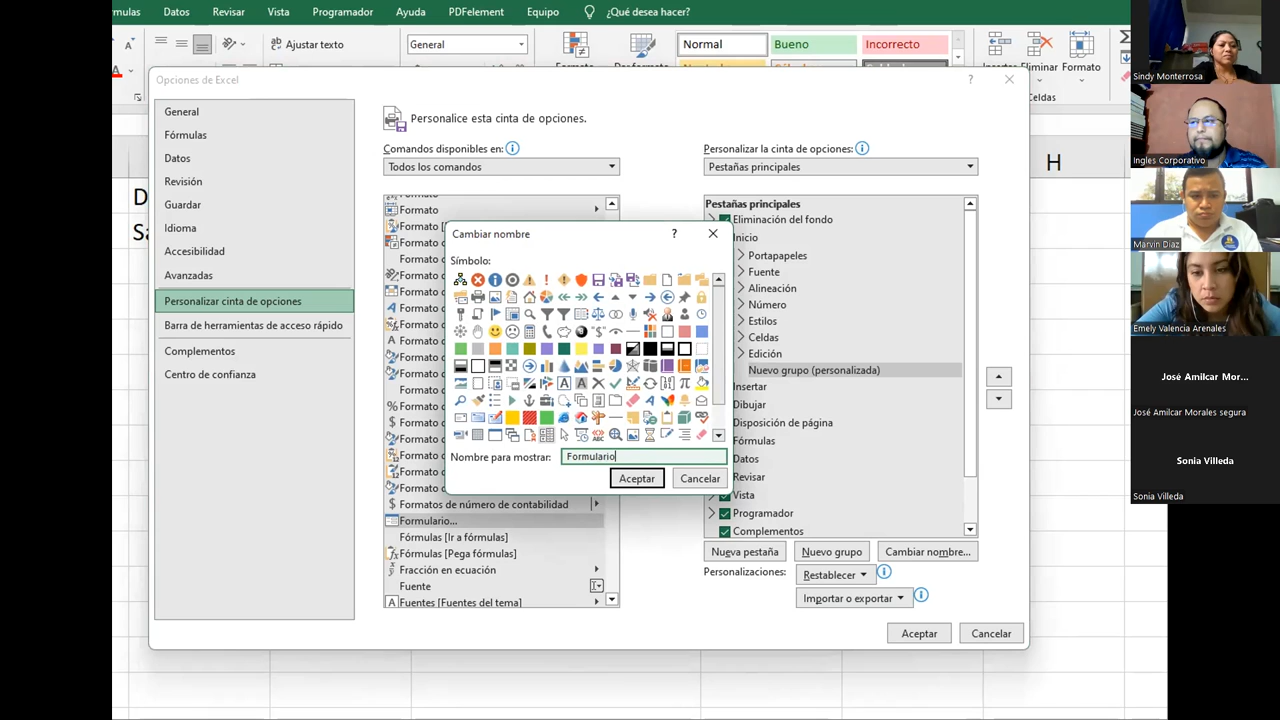 rmulas Datos Revisar Vista Programador Ayuda PDFelement Equipo ¿Qué desea hacer?
Ajustar texto General Normal Bueno Incorrecto Eliminar Formato
Celdas
Opciones de Excel
General
Fórmulas
Datos
Revisión
Guardar
Idioma
Accesibilidad
Avanzadas
Personalizar cinta de opciones
Barra de herramientas de acceso rápido
Complementos
Centro de confianza
Personalice esta cinta de opciones.
Comandos disponibles en:
Todos los comandos
Formato
Formatos de número de contabilidad
Formulario...
Fórmulas [Ir a fórmulas]
Fórmulas [Pega fórmulas]
Fracción en ecuación
Fuente
Fuentes [Fuentes del tema]
Cambiar nombre
Símbolo:
Nombre para mostrar: Formulario
Aceptar Cancelar
Personalizar la cinta de opciones:
Pestañas principales
Pestañas principales
Eliminación del fondo
Inicio
Portapapeles
Fuente
Alineación
Número
Estilos
Celdas
Edición
Nuevo grupo (personalizada)
Insertar
Dibujar
Disposición de página
Fórmulas
Datos
Revisar
Vista
Programador
Complementos
Nueva pestaña Nuevo grupo Cambiar nombre...
Personalizaciones: Restablecer
Importar o exportar
Aceptar Cancelar
H
Sindy Monterrosa
Ingles Corporativo
Marvin Diaz
Emely Valencia Arenales
José Amilcar Mor...
José Amilcar Morales segura
Sonia Villeda
Sonia Villeda